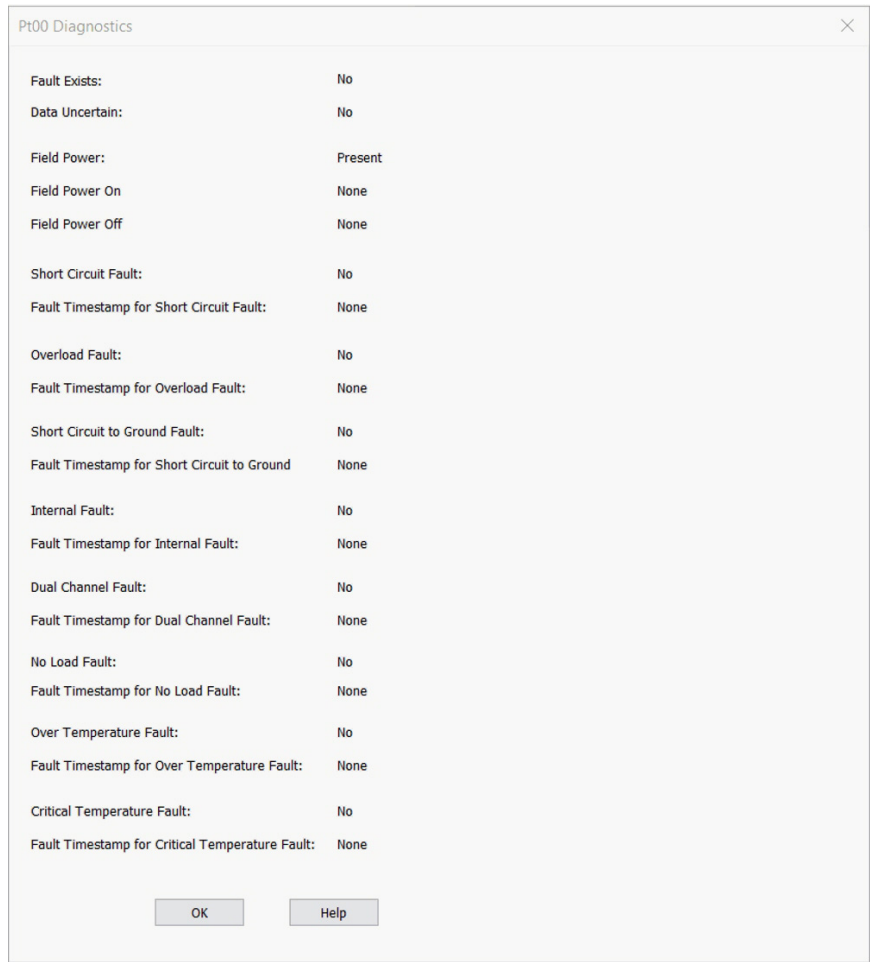 Pt00 Diagnostics
Fault Exists: No
Data Uncertain: No
Field Power: Present
Field Power On None
Field Power Off None
Short Circuit Fault: No
Fault Timestamp for Short Circuit Fault: None
Overload Fault: No
Fault Timestamp for Overload Fault: None
Short Circuit to Ground Fault: No
Fault Timestamp for Short Circuit to Ground None
Internal Fault: No
Fault Timestamp for Internal Fault: None
Dual Channel Fault: No
Fault Timestamp for Dual Channel Fault: None
No Load Fault: No
Fault Timestamp for No Load Fault: None
Over Temperature Fault: No
Fault Timestamp for Over Temperature Fault: None
Critical Temperature Fault: No
Fault Timestamp for Critical Temperature Fault: None
OK Help